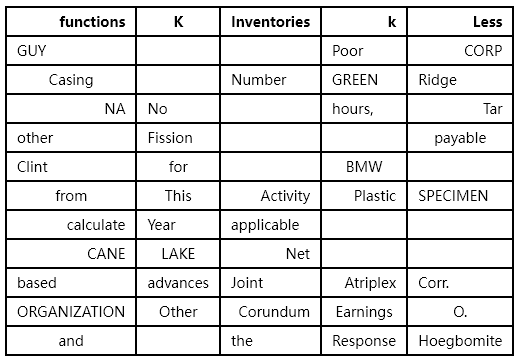 functions K Inventories k Less
GUY Poor CORP
Casing Number GREEN Ridge
NA No hours, Tar
other Fission payable
Clint for BMW
from This Activity Plastic SPECIMEN
calculate Year applicable
CANE LAKE Net
based advances Joint Atriplex Corr.
ORGANIZATION Other Corundum Earnings O.
and the Response Hoegbomite